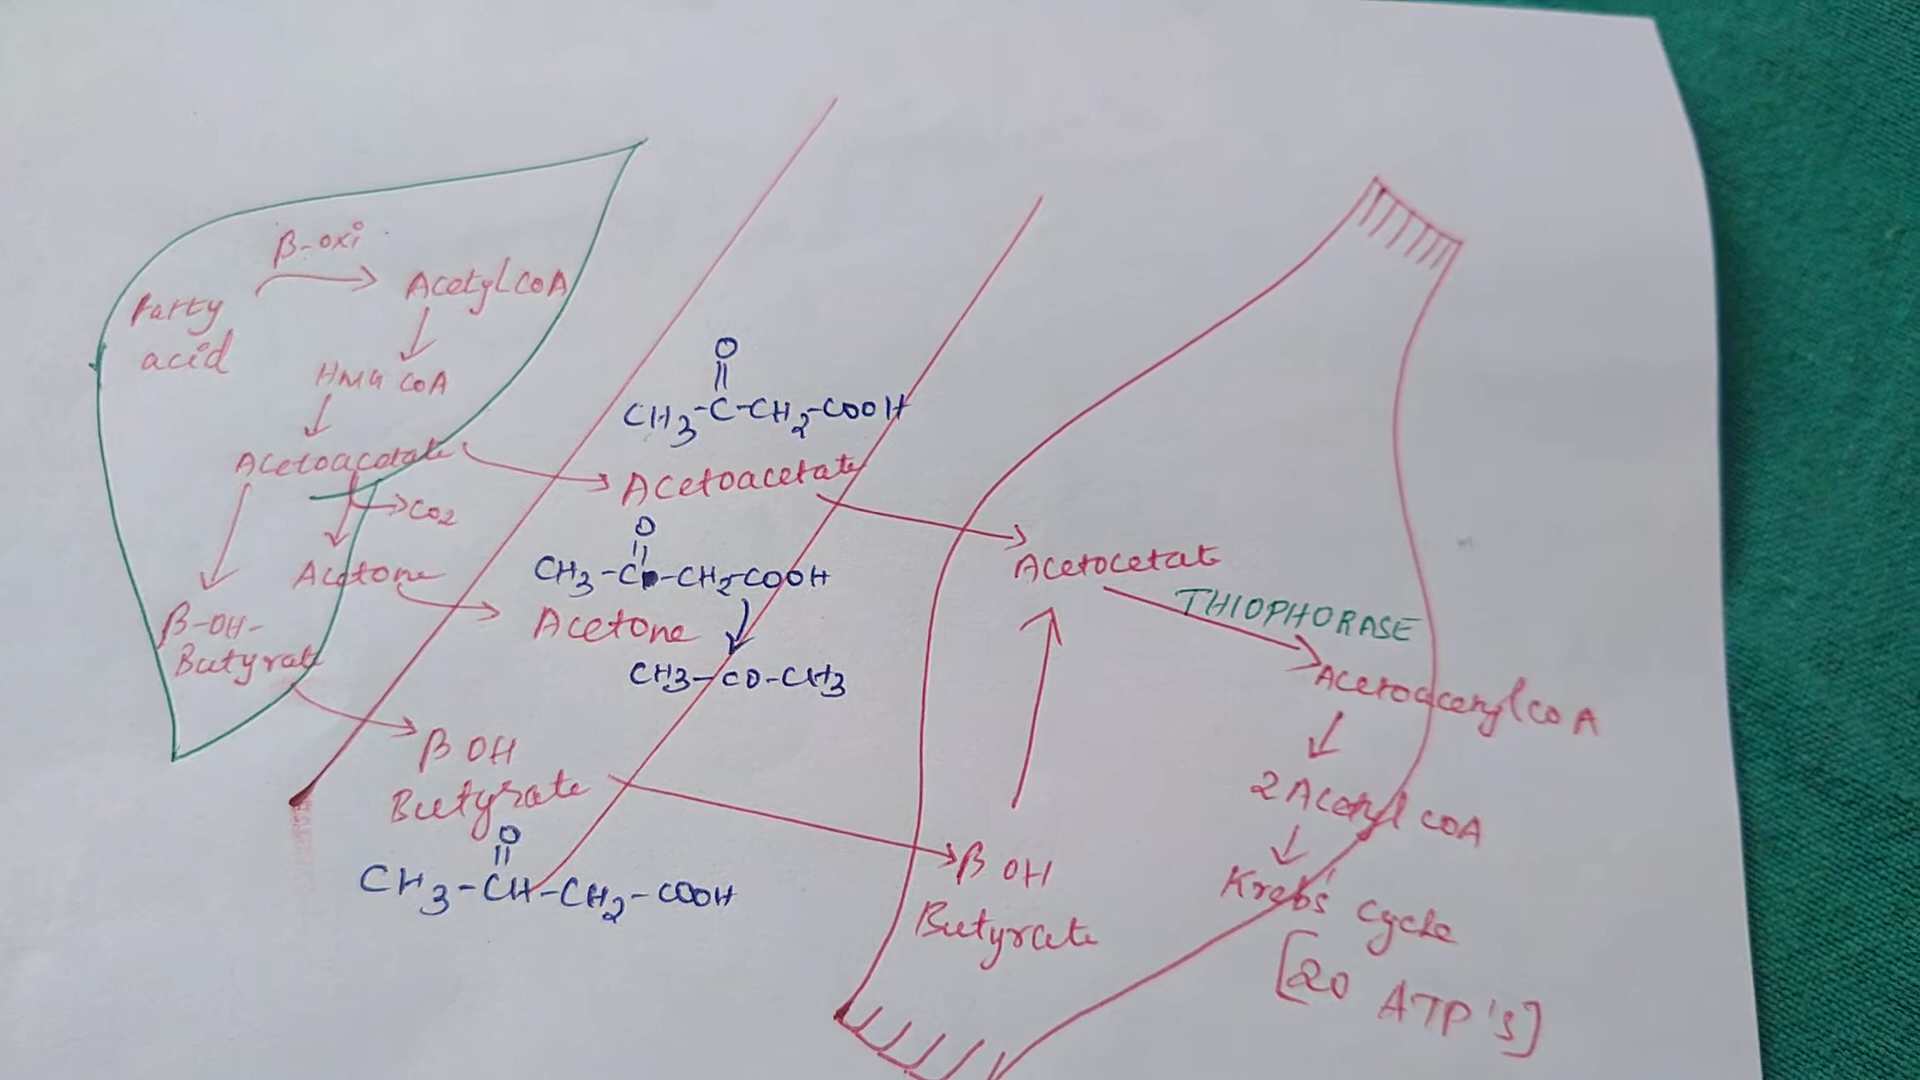 β-oxi
Fatty
acid
Acetyl CoA
HMG CoA
Acetoacetate
CO2
Acetone
β-OH-
Butyrate
O
||
CH3-C-CH2-COOH
Acetoacetate
O
||
CH3-C-CH2-COOH
Acetone
CH3-CO-CH3
β OH
Butyrate
O
||
CH3-CH-CH2-COOH
Acetocetate
THIOPHORASE
Acetoacetyl CoA
2 Acetyl CoA
Krebs' Cycle
[20 ATP's]
β OH
Butyrate